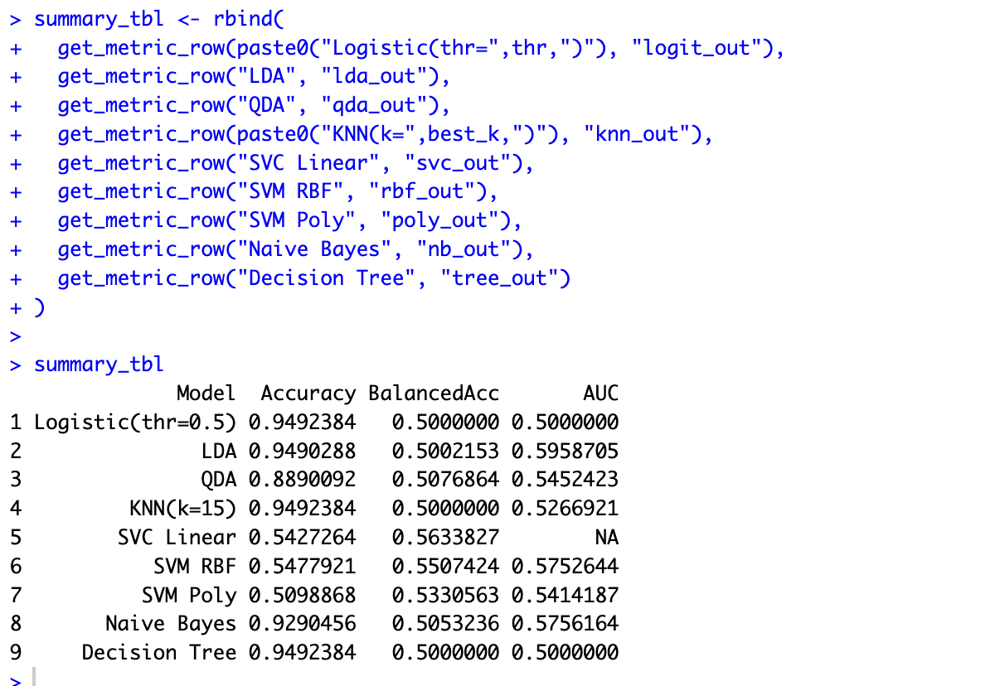 > summary_tbl <- rbind(
+   get_metric_row(paste0("Logistic(thr=",thr,")"), "logit_out"),
+   get_metric_row("LDA", "lda_out"),
+   get_metric_row("QDA", "qda_out"),
+   get_metric_row(paste0("KNN(k=",best_k,")"), "knn_out"),
+   get_metric_row("SVC Linear", "svc_out"),
+   get_metric_row("SVM RBF", "rbf_out"),
+   get_metric_row("SVM Poly", "poly_out"),
+   get_metric_row("Naive Bayes", "nb_out"),
+   get_metric_row("Decision Tree", "tree_out")
+ )
>
> summary_tbl
              Model  Accuracy BalancedAcc       AUC
1 Logistic(thr=0.5) 0.9492384   0.5000000 0.5000000
2               LDA 0.9490288   0.5002153 0.5958705
3               QDA 0.8890092   0.5076864 0.5452423
4         KNN(k=15) 0.9492384   0.5000000 0.5266921
5        SVC Linear 0.5427264   0.5633827        NA
6           SVM RBF 0.5477921   0.5507424 0.5752644
7          SVM Poly 0.5098868   0.5330563 0.5414187
8       Naive Bayes 0.9290456   0.5053236 0.5756164
9     Decision Tree 0.9492384   0.5000000 0.5000000
>